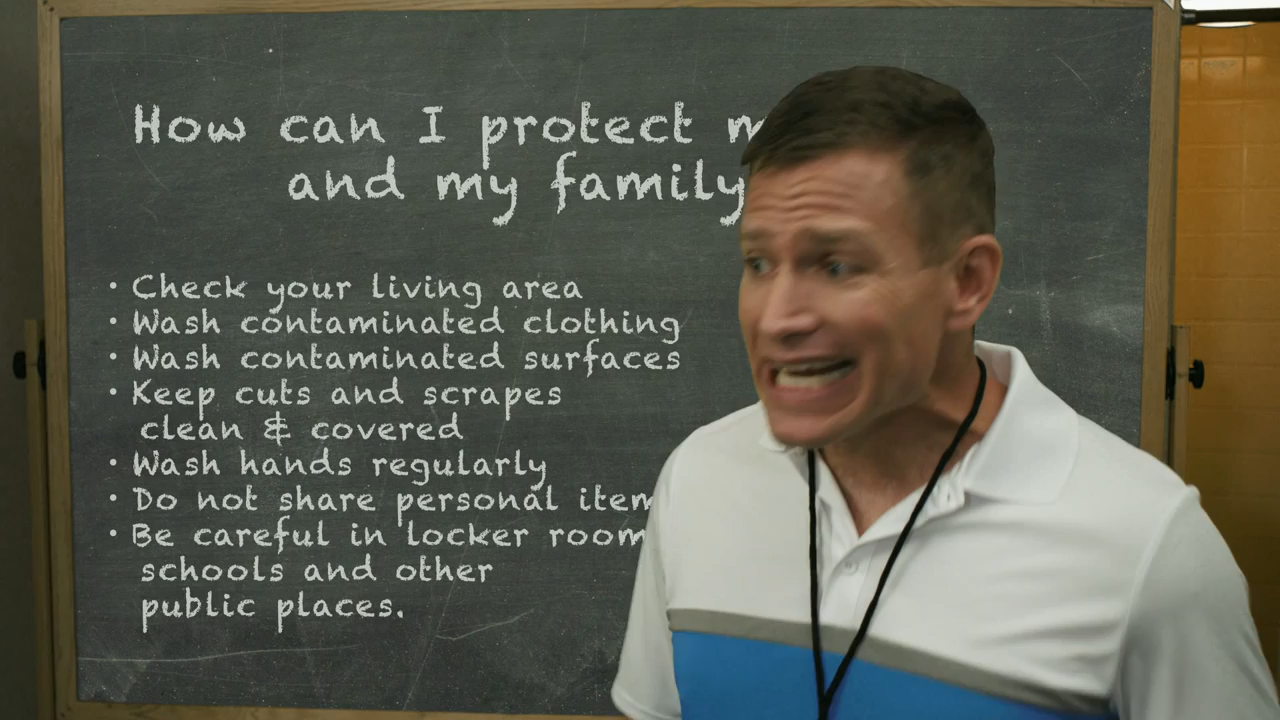 How can I protect m
and my family
• Check your living area
• Wash contaminated clothing
• Wash contaminated surfaces
• Keep cuts and scrapes
clean & covered
• Wash hands regularly
• Do not share personal item
• Be careful in locker room
schools and other
public places.